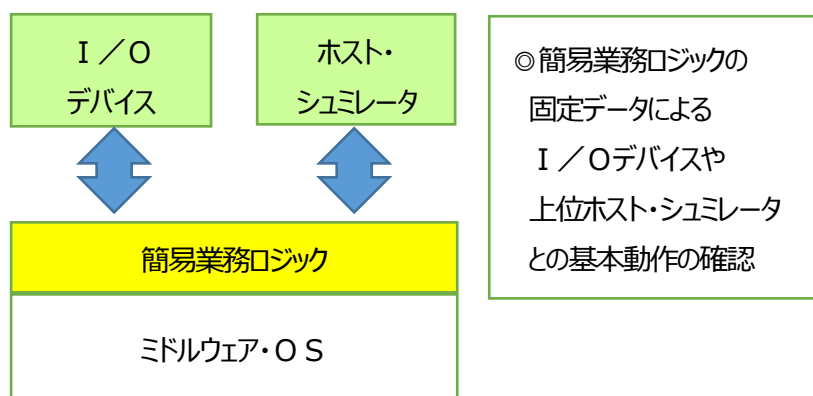 Ｉ／Ｏ
デバイス
ホスト・
シュミレータ
簡易業務ロジック
ミドルウェア・ＯＳ
◎簡易業務ロジックの
固定データによる
Ｉ／Ｏデバイスや
上位ホスト・シュミレータ
との基本動作の確認